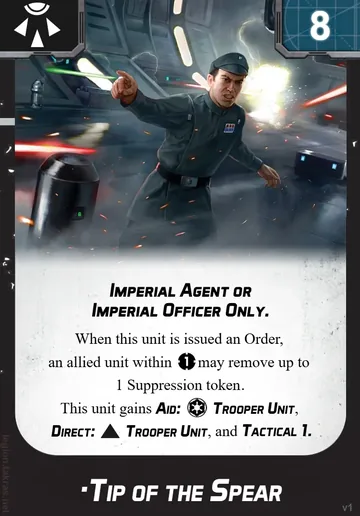 8
IMPERIAL AGENT OR
IMPERIAL OFFICER ONLY.
When this unit is issued an Order,
an allied unit within 1 may remove up to
1 Suppression token.
This unit gains AID: TROOPER UNIT,
DIRECT: TROOPER UNIT, and TACTICAL 1.
•TIP OF THE SPEAR
v1